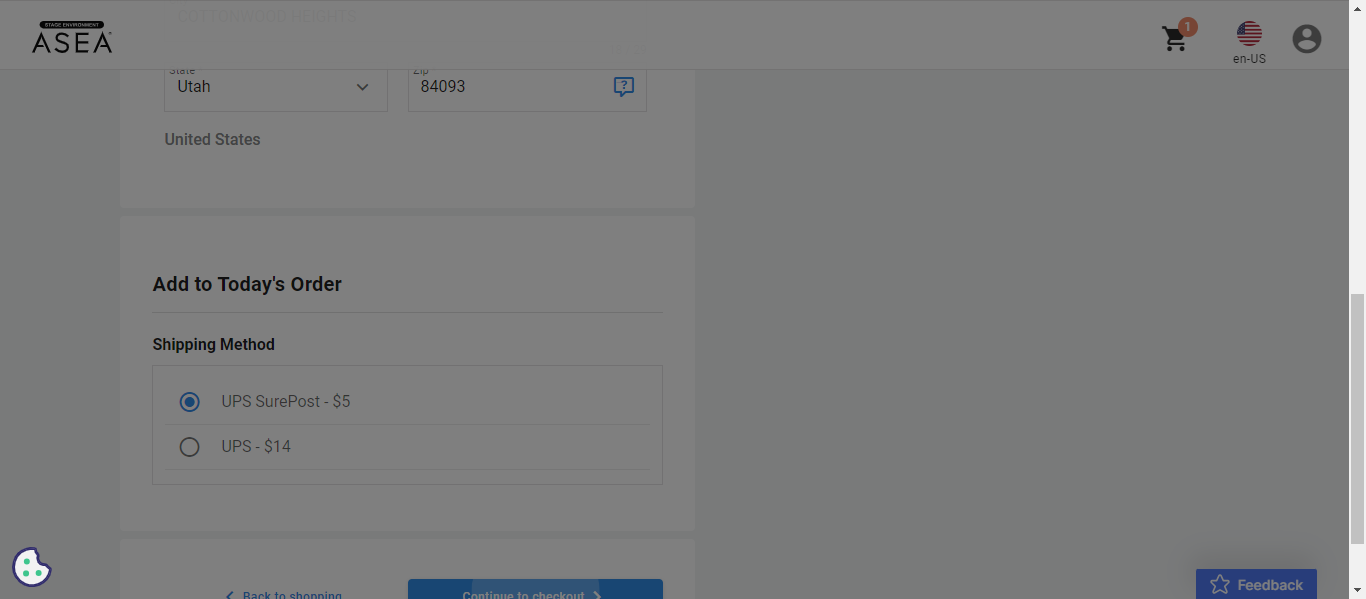 COTTONWOOD HEIGHTS
STAGE ENVIRONMENT
ASEA
1
en-US
State
Utah
Zip
84093
?
United States
Add to Today's Order
Shipping Method
UPS SurePost - $5
UPS - $14
Back to shopping
Continue to checkout
Feedback